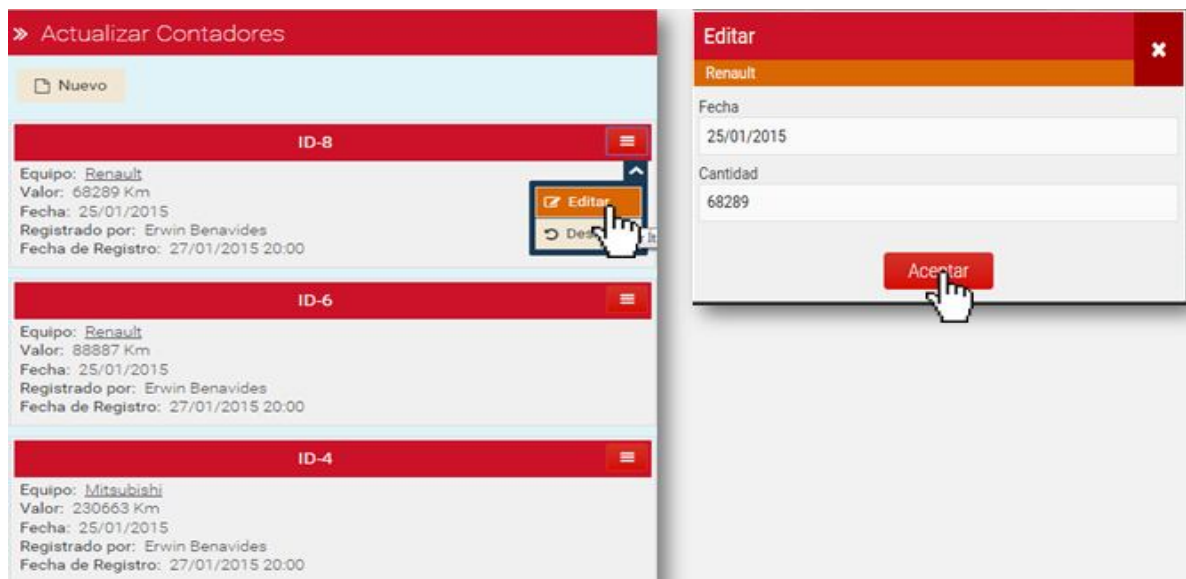 Actualizar Contadores
Nuevo
ID-8
Equipo: Renault
Valor: 68289 Km
Fecha: 25/01/2015
Registrado por: Erwin Benavides
Fecha de Registro: 27/01/2015 20:00
Editar
ID-6
Equipo: Renault
Valor: 88887 Km
Fecha: 25/01/2015
Registrado por: Erwin Benavides
Fecha de Registro: 27/01/2015 20:00
ID-4
Equipo: Mitsubishi
Valor: 230663 Km
Fecha: 25/01/2015
Registrado por: Erwin Benavides
Fecha de Registro: 27/01/2015 20:00
Editar
Renault
Fecha
25/01/2015
Cantidad
68289
Aceptar